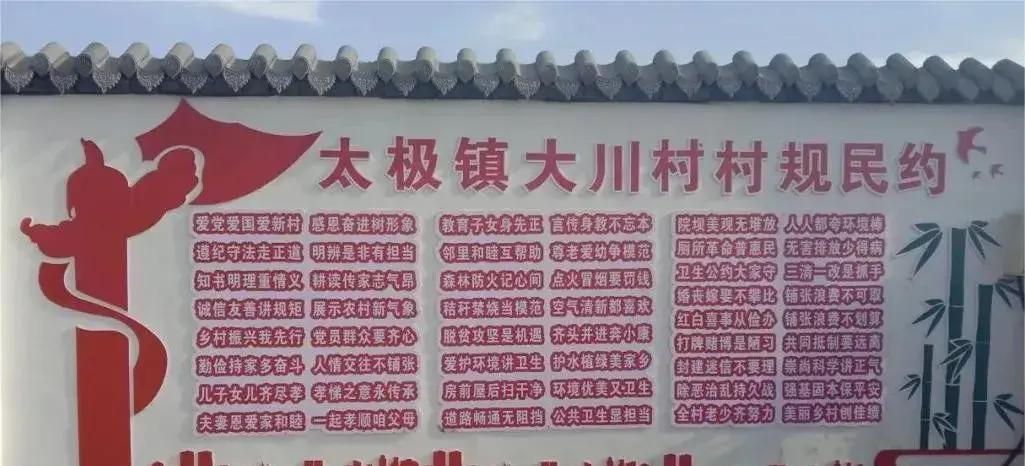 太极镇大川村村规民约
爱党爱国爱新村 感恩奋进树形象
遵纪守法走正道 明辨是非有担当
知书明理重情义 耕读传家志气昂
诚信友善讲规矩 展示农村新气象
乡村振兴我先行 党员群众要齐心
勤俭持家多奋斗 人情交往不铺张
儿子女儿齐尽孝 孝悌之意永传承
夫妻恩爱家和睦 一起孝顺咱父母
教育子女身先正 言传身教不忘本
邻里和睦互帮助 尊老爱幼争模范
森林防火记心间 点火冒烟要罚钱
秸秆禁烧当模范 空气清新都喜欢
脱贫攻坚是机遇 齐头并进奔小康
爱护环境讲卫生 护水植绿美家乡
房前屋后扫干净 环境优美又卫生
道路畅通无阻挡 公共卫生显担当
院坝美观无堆放 人人都夸环境棒
厕所革命普惠民 无害排放少得病
卫生公约大家守 三清一改是抓手
婚丧嫁娶不攀比 铺张浪费不可取
红白喜事从俭办 铺张浪费不划算
打牌赌博是陋习 共同抵制要远离
封建迷信不要理 崇尚科学讲正气
除恶治乱持久战 强基固本保平安
全村老少齐努力 美丽乡村创佳绩